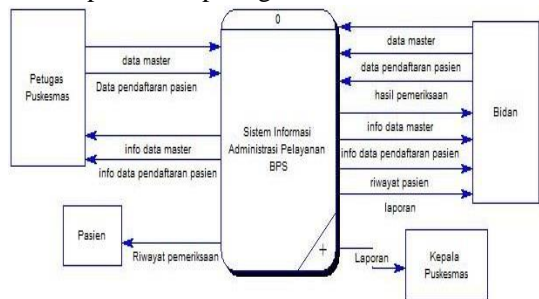 0
data master
Data pendaftaran pasien
Petugas
Puskesmas
info data master
info data pendaftaran pasien
Pasien
Riwayat pemeriksaan
Sistem Informasi
Administrasi Pelayanan
BPS
+
data master
data pendaftaran pasien
hasil pemeriksaan
info data master
info data pendaftaran pasien
riwayat pasien
laporan
Bidan
Laporan
Kepala
Puskesmas